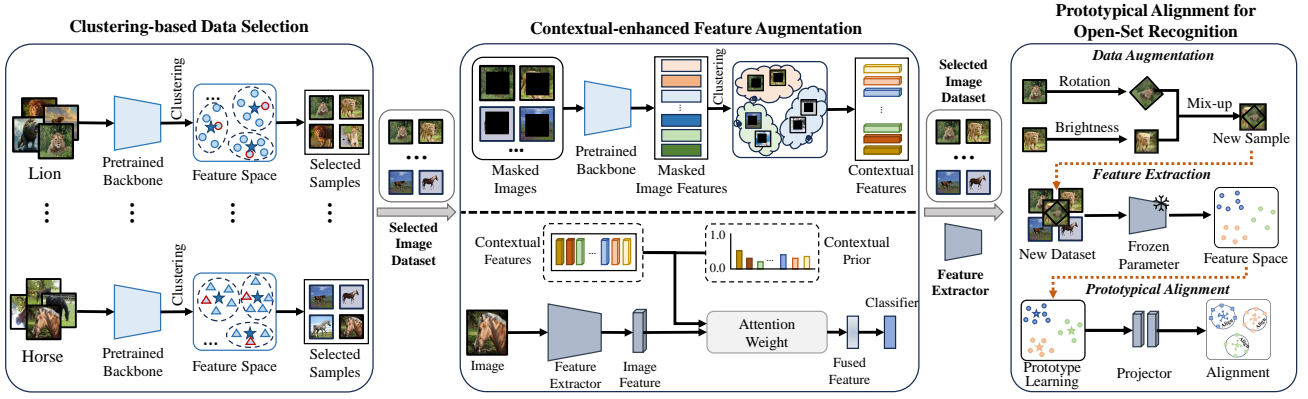 Clustering-based Data Selection
Lion
Pretrained
Backbone
Clustering
...
Feature Space
Selected
Samples
Horse
Pretrained
Backbone
Clustering
Feature Space
Selected
Samples
Selected
Image
Dataset
Contextual-enhanced Feature Augmentation
Masked
Images
Pretrained
Backbone
Masked
Image Features
Clustering
Contextual
Features
Contextual
Features
1.0
0.0
Contextual
Prior
Image
Feature
Extractor
Image
Feature
Attention
Weight
Fused
Feature
Classifier
Selected
Image
Dataset
Feature
Extractor
Prototypical Alignment for
Open-Set Recognition
Data Augmentation
Rotation
Brightness
Mix-up
New Sample
Feature Extraction
New Dataset
Frozen
Parameter
Feature Space
Prototypical Alignment
Prototype
Learning
Projector
Align
Align
Align
Alignment